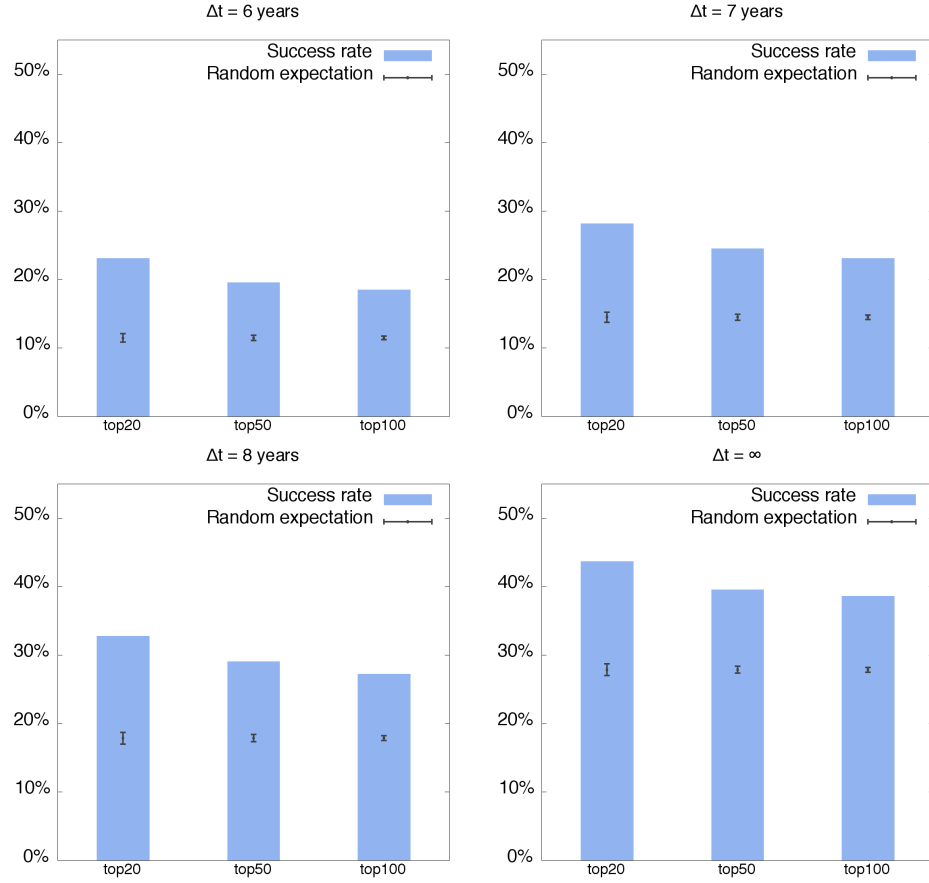 Δt = 6 years
Success rate
Random expectation
50%
40%
30%
20%
10%
0%
top20 top50 top100
Δt = 7 years
Success rate
Random expectation
50%
40%
30%
20%
10%
0%
top20 top50 top100
Δt = 8 years
Success rate
Random expectation
50%
40%
30%
20%
10%
0%
top20 top50 top100
Δt = ∞
Success rate
Random expectation
50%
40%
30%
20%
10%
0%
top20 top50 top100